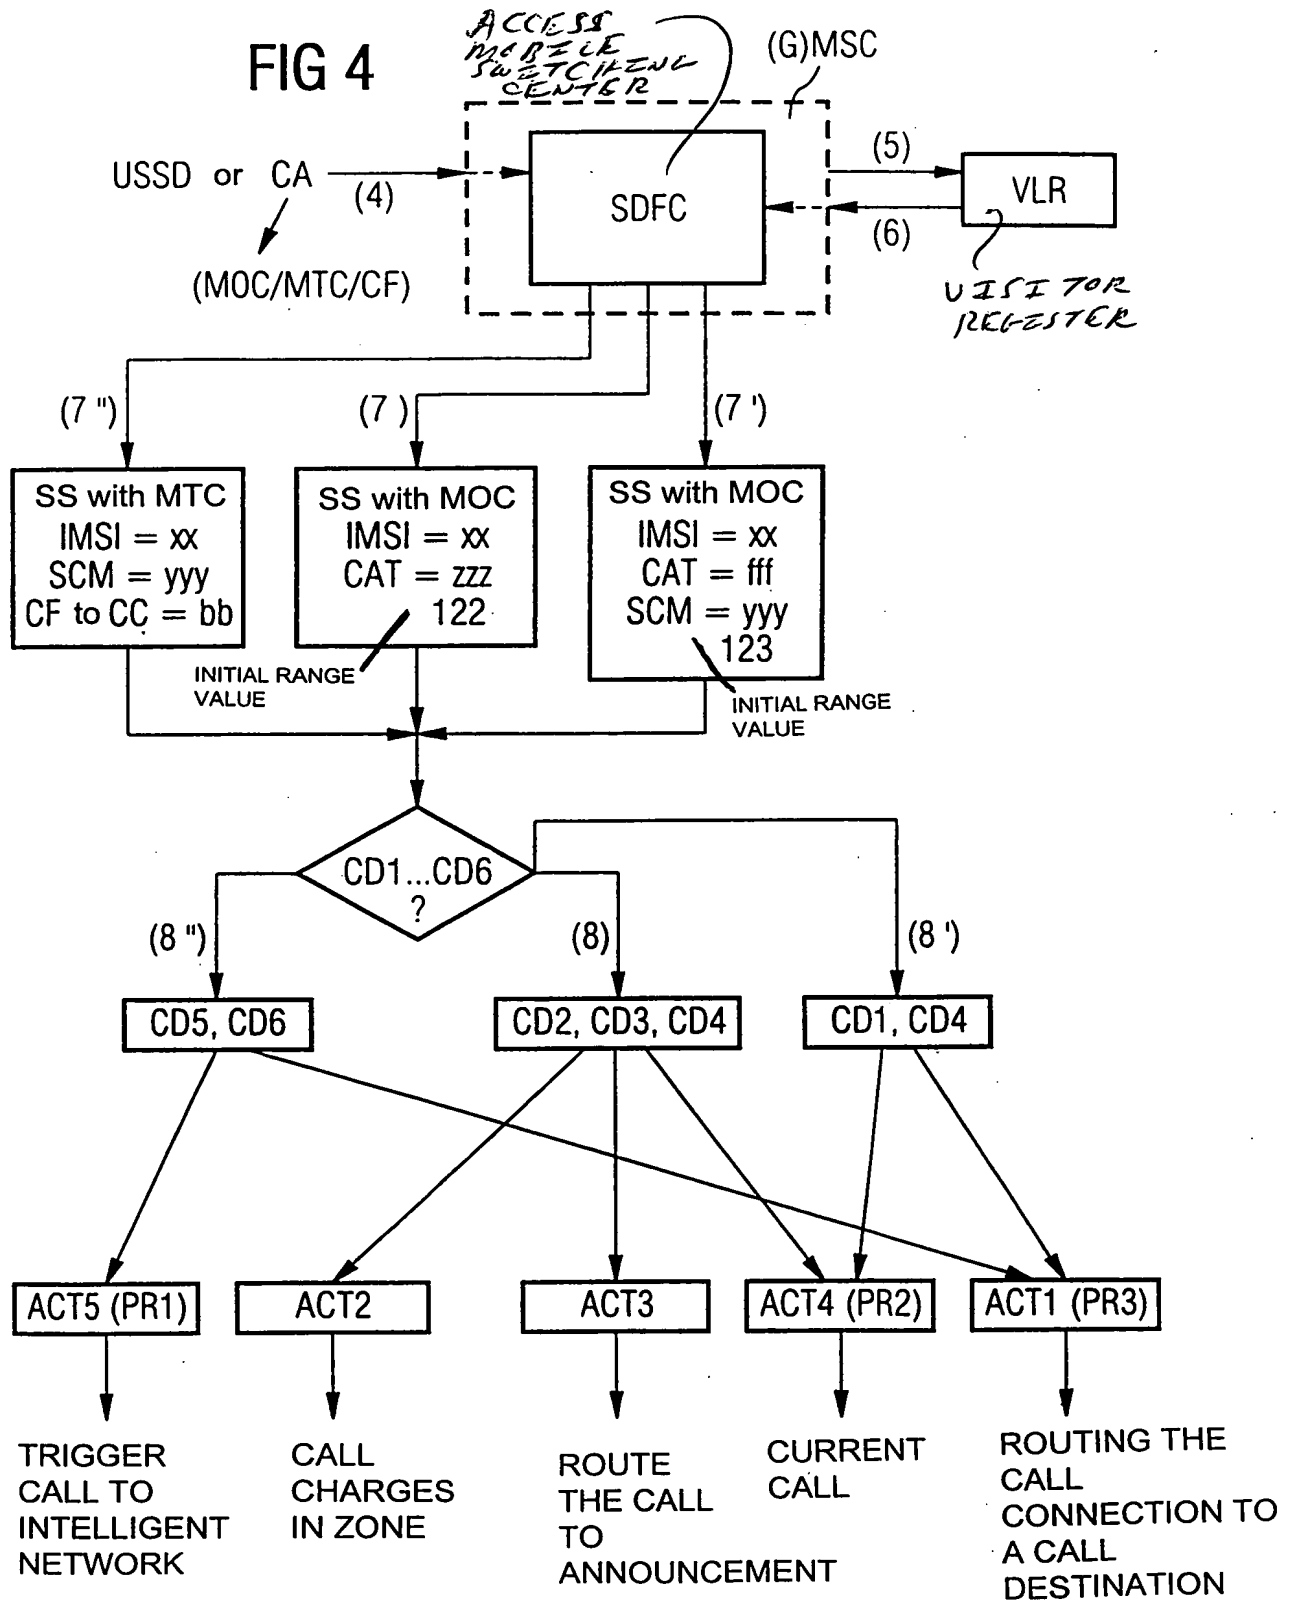 FIG 4
ACCESS
MOBILE
SWITCHING
CENTER
(G)MSC
USSD or CA
(4)
SDFC
(5)
VLR
(6)
(MOC/MTC/CF)
VISITOR
REGISTER
(7 ")
(7 )
(7 ')
SS with MTC
IMSI = xx
SCM = yyy
CF to CC = bb
SS with MOC
IMSI = xx
CAT = zzz
122
SS with MOC
IMSI = xx
CAT = fff
SCM = yyy
123
INITIAL RANGE
VALUE
INITIAL RANGE
VALUE
CD1...CD6
?
(8 ")
(8)
(8 ')
CD5, CD6
CD2, CD3, CD4
CD1, CD4
ACT5 (PR1)
ACT2
ACT3
ACT4 (PR2)
ACT1 (PR3)
TRIGGER
CALL TO
INTELLIGENT
NETWORK
CALL
CHARGES
IN ZONE
ROUTE
THE CALL
TO
ANNOUNCEMENT
CURRENT
CALL
ROUTING THE
CALL
CONNECTION TO
A CALL
DESTINATION